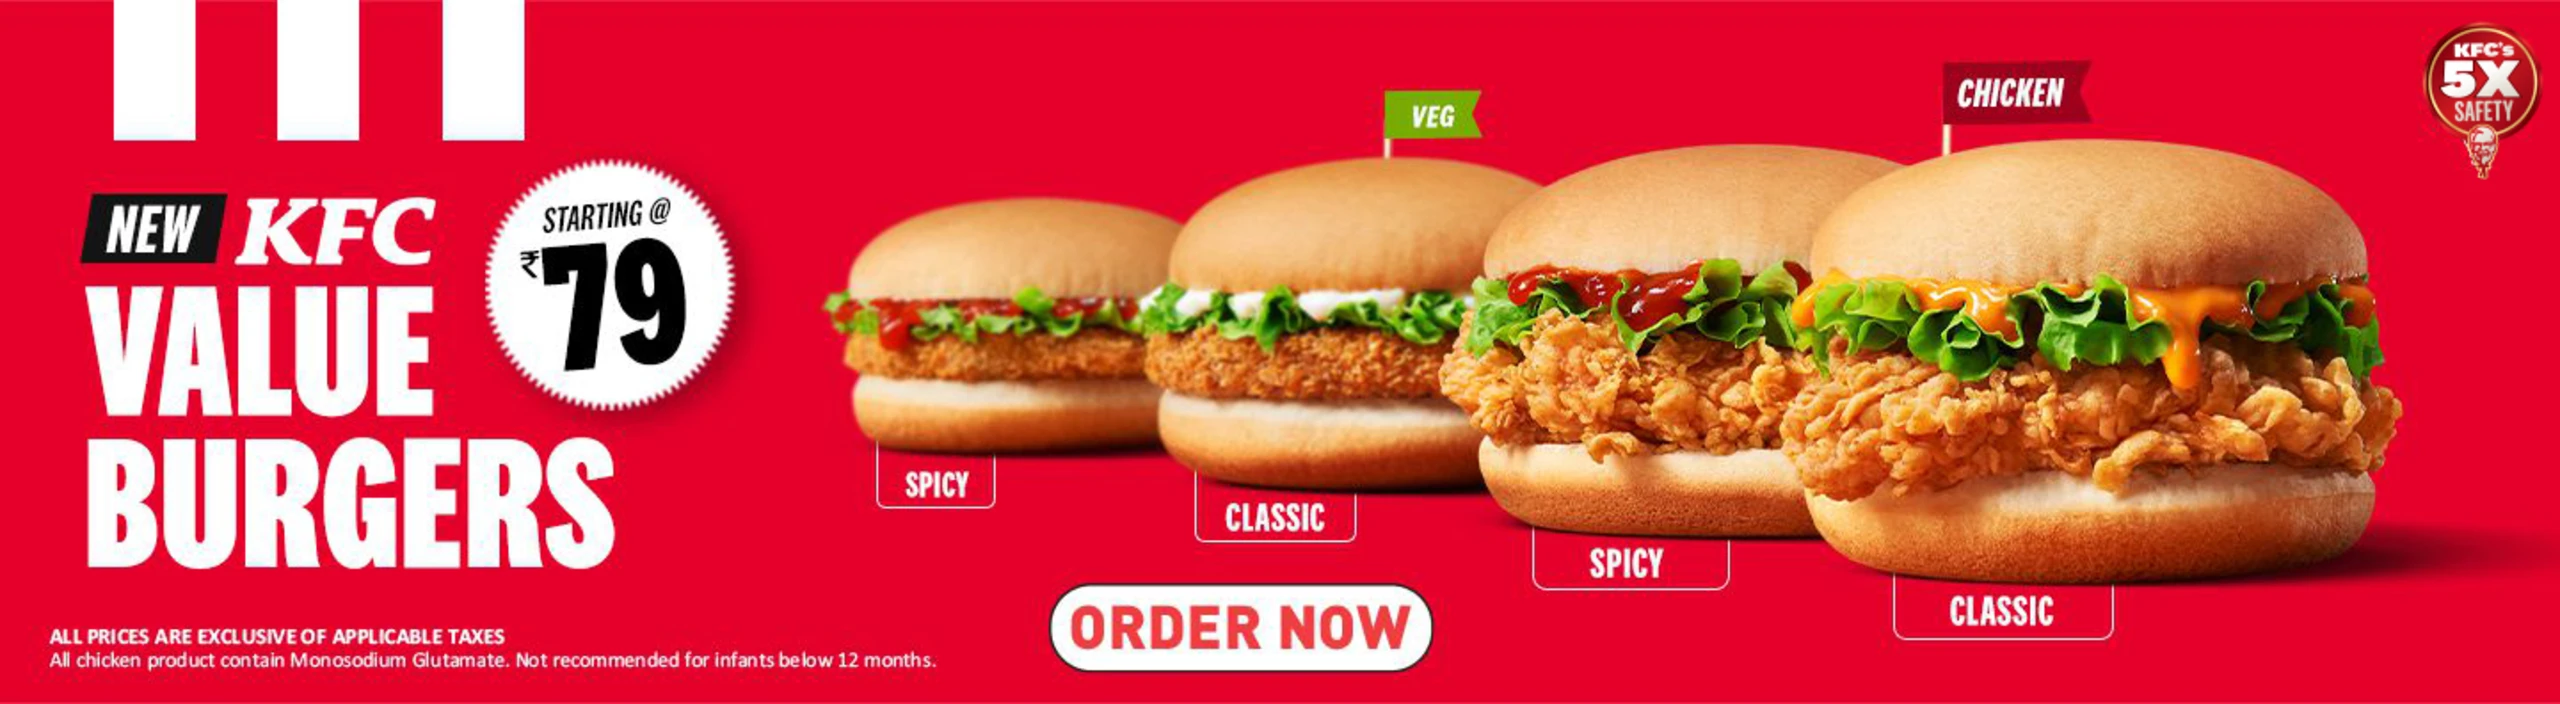 NEW KFC
VALUE
BURGERS
STARTING @
₹79
VEG
CHICKEN
SPICY
CLASSIC
SPICY
CLASSIC
KFC's
5X
SAFETY
ORDER NOW
ALL PRICES ARE EXCLUSIVE OF APPLICABLE TAXES
All chicken product contain Monosodium Glutamate. Not recommended for infants below 12 months.